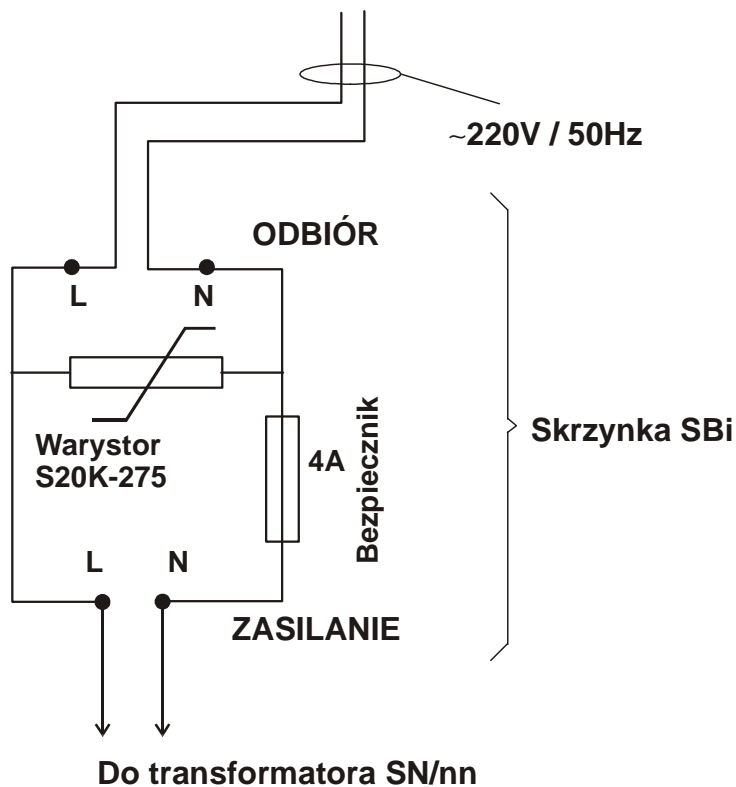 ~220V / 50Hz
ODBIÓR
L
N
Warystor
S20K-275
4A
Bezpiecznik
Skrzynka SBi
L
N
ZASILANIE
Do transformatora SN/nn